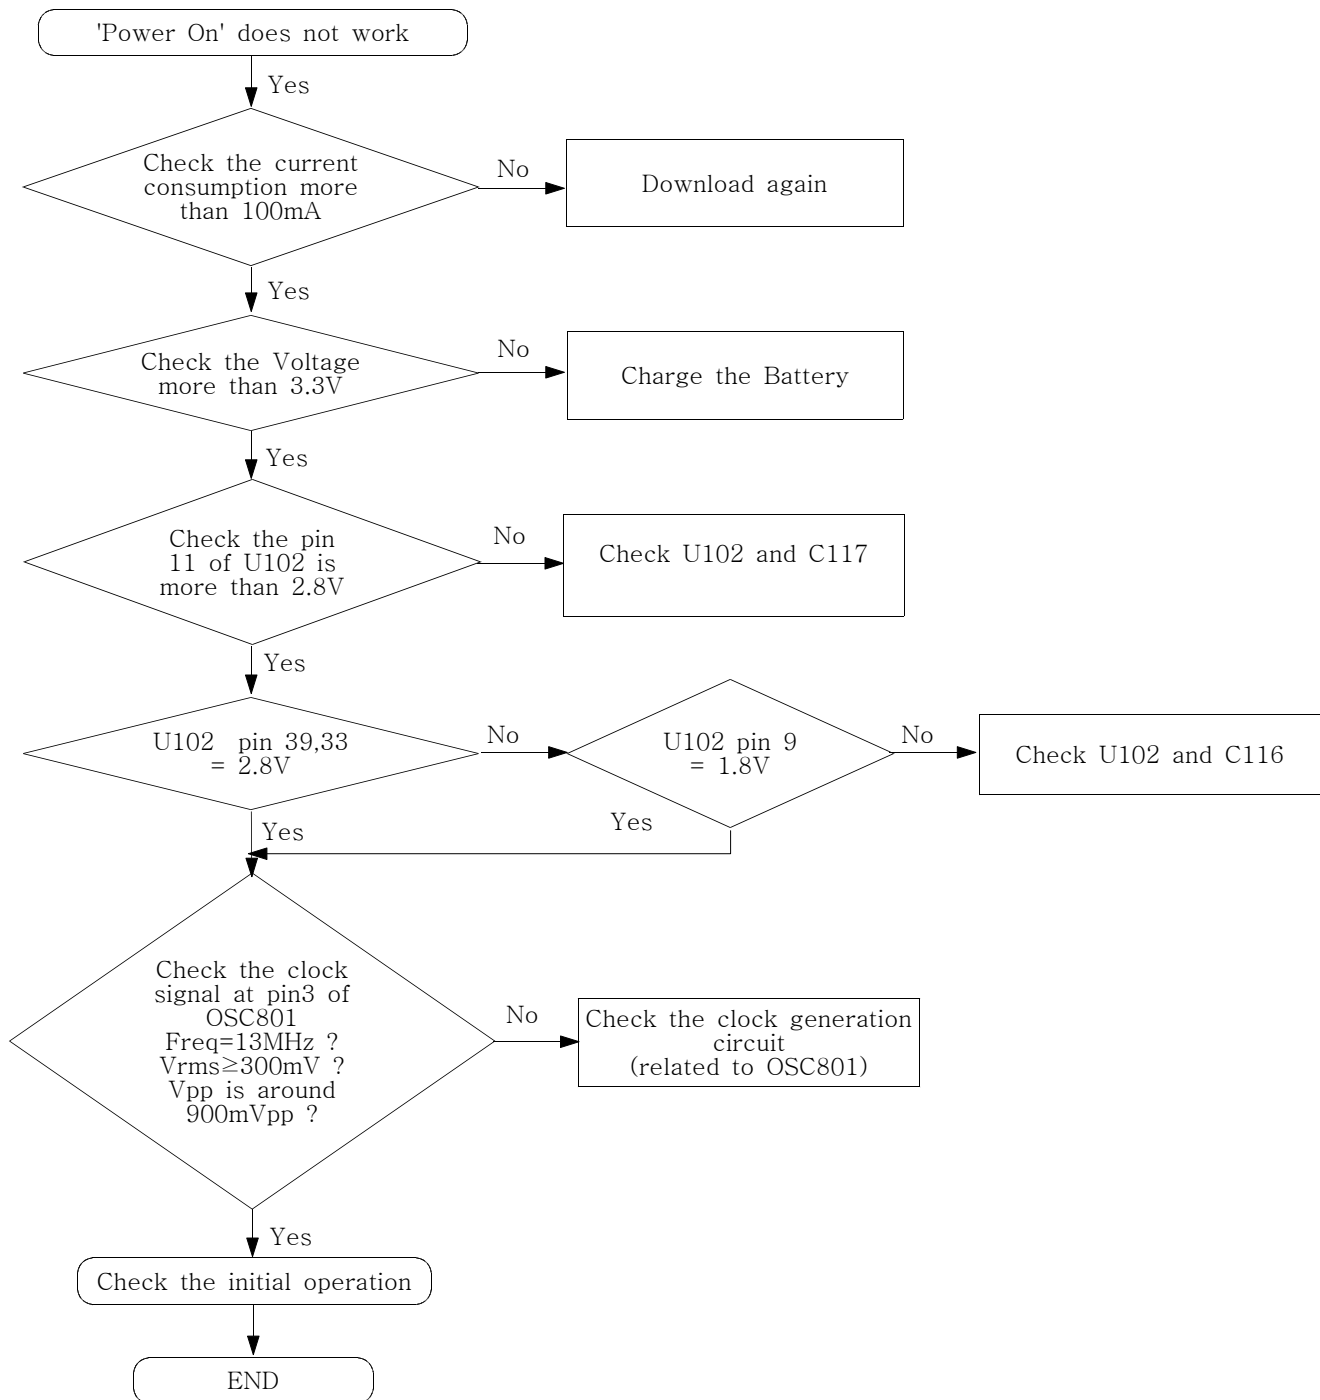 'Power On' does not work
Yes
Check the current
consumption more
than 100mA
No
Download again
Yes
Check the Voltage
more than 3.3V
No
Charge the Battery
Yes
Check the pin
11 of U102 is
more than 2.8V
No
Check U102 and C117
Yes
U102 pin 39,33
= 2.8V
No
U102 pin 9
= 1.8V
No
Check U102 and C116
Yes
Yes
Check the clock
signal at pin3 of
OSC801
Freq=13MHz ?
Vrms≥300mV ?
Vpp is around
900mVpp ?
No
Check the clock generation
circuit
(related to OSC801)
Yes
Check the initial operation
END